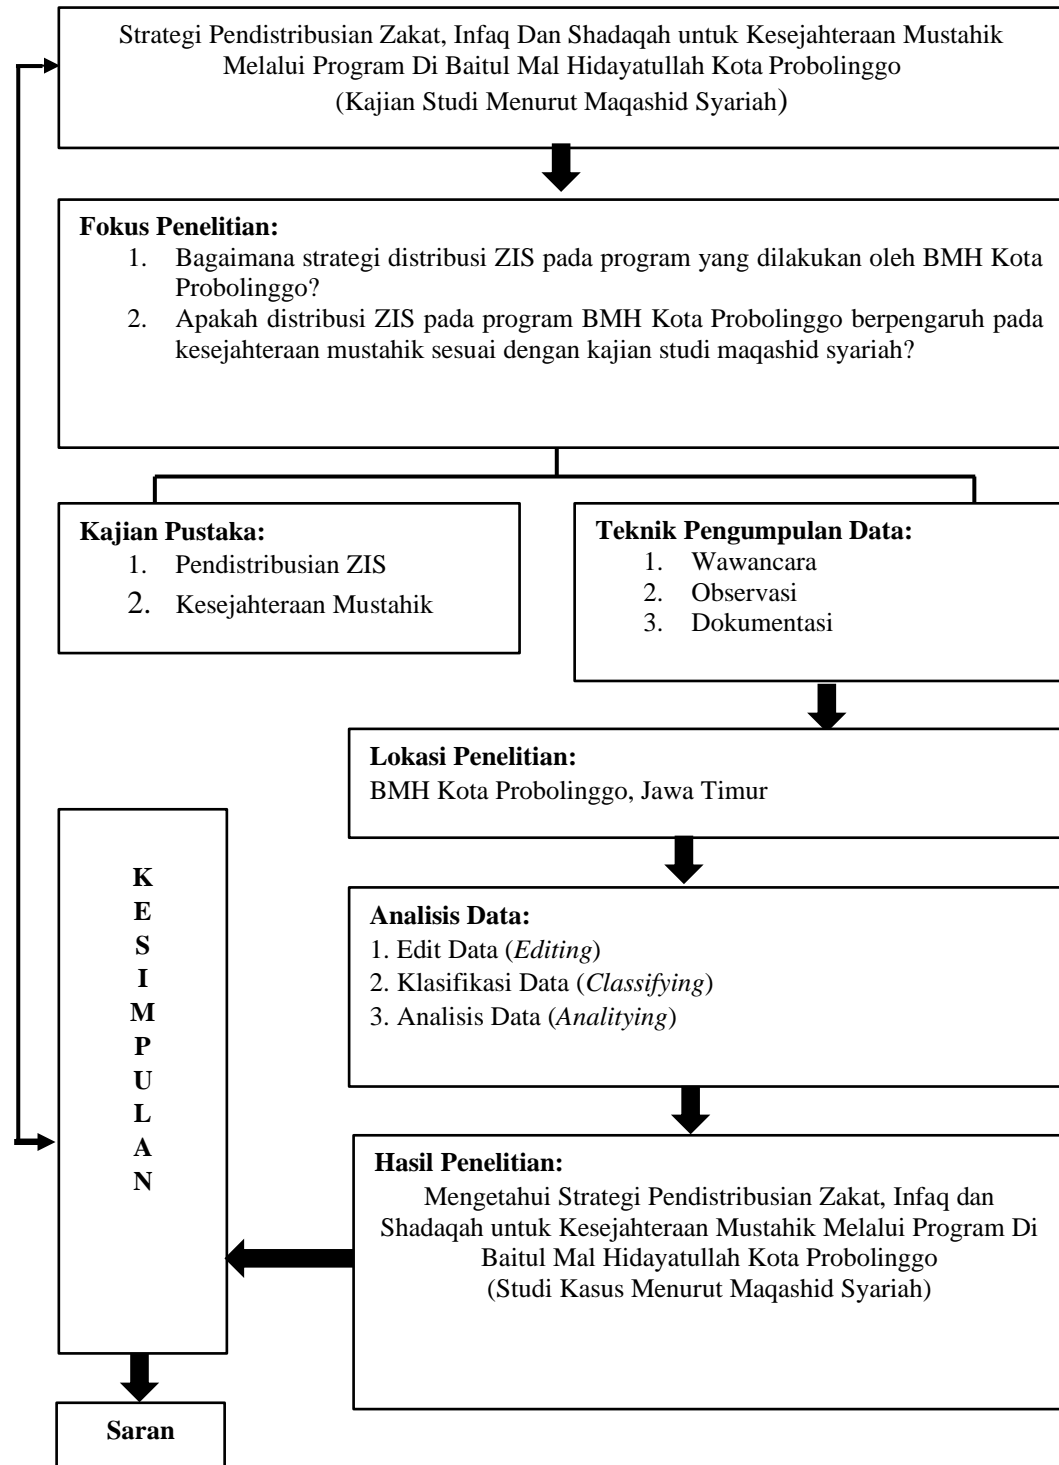 Strategi Pendistribusian Zakat, Infaq Dan Shadaqah untuk Kesejahteraan Mustahik
Melalui Program Di Baitul Mal Hidayatullah Kota Probolinggo
(Kajian Studi Menurut Maqashid Syariah)
Fokus Penelitian:
1. Bagaimana strategi distribusi ZIS pada program yang dilakukan oleh BMH Kota
Probolinggo?
2. Apakah distribusi ZIS pada program BMH Kota Probolinggo berpengaruh pada
kesejahteraan mustahik sesuai dengan kajian studi maqashid syariah?
Kajian Pustaka:
1. Pendistribusian ZIS
2. Kesejahteraan Mustahik
Teknik Pengumpulan Data:
1. Wawancara
2. Observasi
3. Dokumentasi
Lokasi Penelitian:
BMH Kota Probolinggo, Jawa Timur
Analisis Data:
1. Edit Data (Editing)
2. Klasifikasi Data (Classifying)
3. Analisis Data (Analitying)
Hasil Penelitian:
Mengetahui Strategi Pendistribusian Zakat, Infaq dan
Shadaqah untuk Kesejahteraan Mustahik Melalui Program Di
Baitul Mal Hidayatullah Kota Probolinggo
(Studi Kasus Menurut Maqashid Syariah)
K
E
S
I
M
P
U
L
A
N
Saran